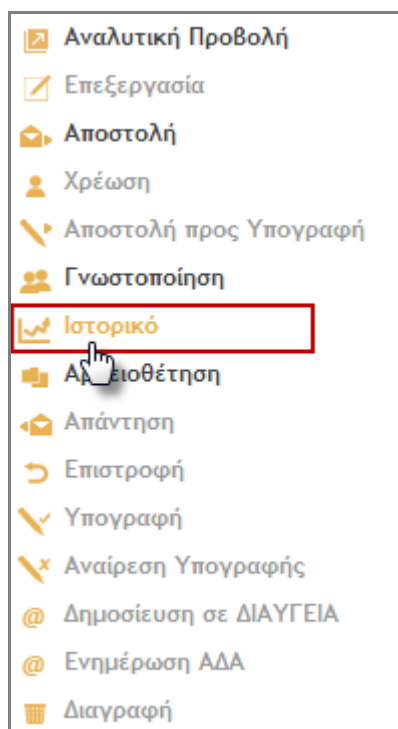 Αναλυτική Προβολή
Επεξεργασία
Αποστολή
Χρέωση
Αποστολή προς Υπογραφή
Γνωστοποίηση
Ιστορικό
Αρχειοθέτηση
Απάντηση
Επιστροφή
Υπογραφή
Αναίρεση Υπογραφής
@ Δημοσίευση σε ΔΙΑΥΓΕΙΑ
@ Ενημέρωση ΑΔΑ
Διαγραφή